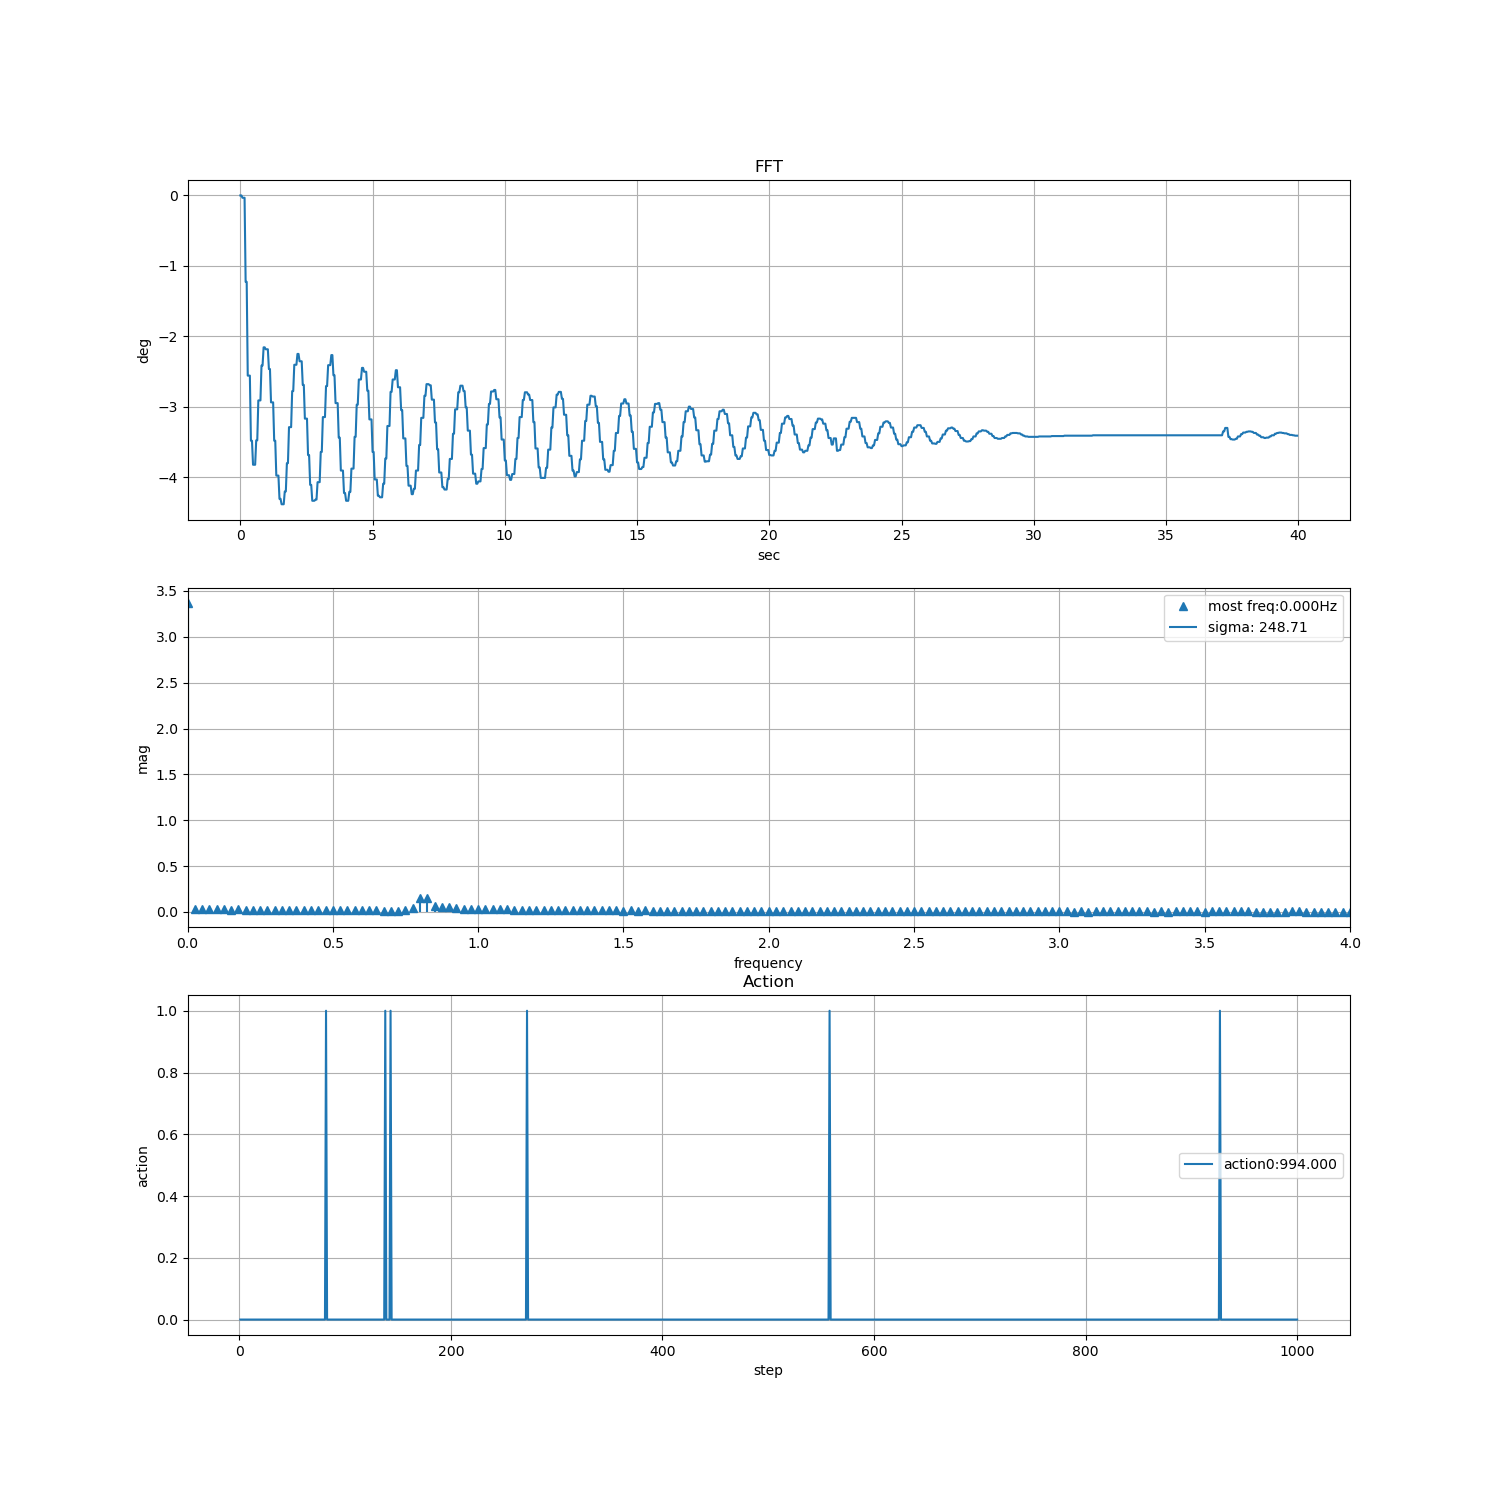 FFT
0
−1
−2
−3
−4
deg
0 5 10 15 20 25 30 35 40
sec
3.5
3.0
2.5
2.0
1.5
1.0
0.5
0.0
mag
most freq:0.000Hz
sigma: 248.71
0.0 0.5 1.0 1.5 2.0 2.5 3.0 3.5 4.0
frequency
Action
1.0
0.8
0.6
0.4
0.2
0.0
action
action0:994.000
0 200 400 600 800 1000
step